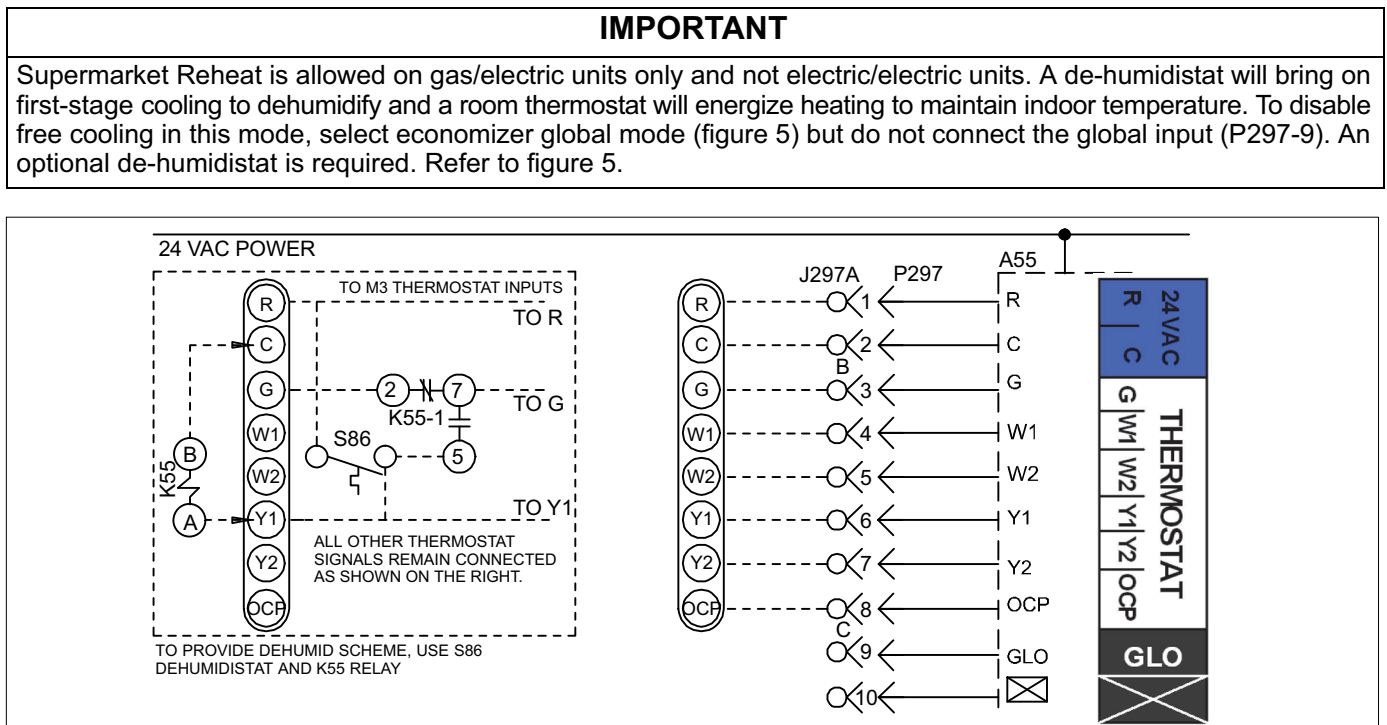 IMPORTANT
Supermarket Reheat is allowed on gas/electric units only and not electric/electric units. A de-humidistat will bring on
first-stage cooling to dehumidify and a room thermostat will energize heating to maintain indoor temperature. To disable
free cooling in this mode, select economizer global mode (figure 5) but do not connect the global input (P297-9). An
optional de-humidistat is required. Refer to figure 5.
24 VAC POWER
TO M3 THERMOSTAT INPUTS
R
TO R
C
G
2
7
TO G
K55-1
W1
S86
B
5
K55
W2
A
Y1
TO Y1
ALL OTHER THERMOSTAT
SIGNALS REMAIN CONNECTED
AS SHOWN ON THE RIGHT.
Y2
OCP
TO PROVIDE DEHUMID SCHEME, USE S86
DEHUMIDISTAT AND K55 RELAY
J297A
P297
A55
R
1
R
C
2
C
B
G
3
G
W1
4
W1
W2
5
W2
Y1
6
Y1
Y2
7
Y2
OCP
8
OCP
C
9
GLO
10
24 VAC
R
C
THERMOSTAT
G
W1
W2
Y1
Y2
OCP
GLO